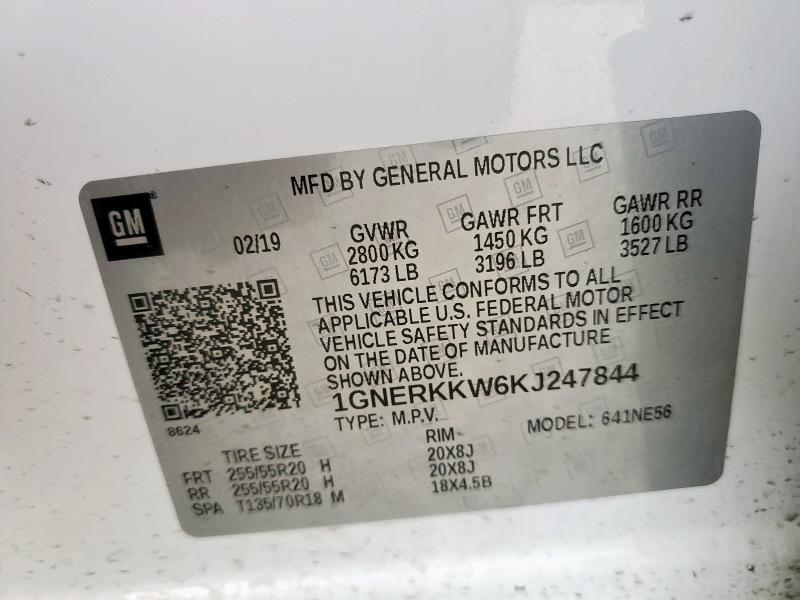 MFD BY GENERAL MOTORS LLC
GM
02/19
GVWR
2800 KG
6173 LB
GAWR FRT
1450 KG
3196 LB
GAWR RR
1600 KG
3527 LB
THIS VEHICLE CONFORMS TO ALL
APPLICABLE U.S. FEDERAL MOTOR
VEHICLE SAFETY STANDARDS IN EFFECT
ON THE DATE OF MANUFACTURE
SHOWN ABOVE.
1GNERKKW6KJ247844
TYPE: M.P.V.
MODEL: 641NE56
8624
TIRE SIZE RIM
FRT 255/55R20 H 20X8J
RR 255/55R20 H 20X8J
SPA T135/70R18 M 18X4.5B